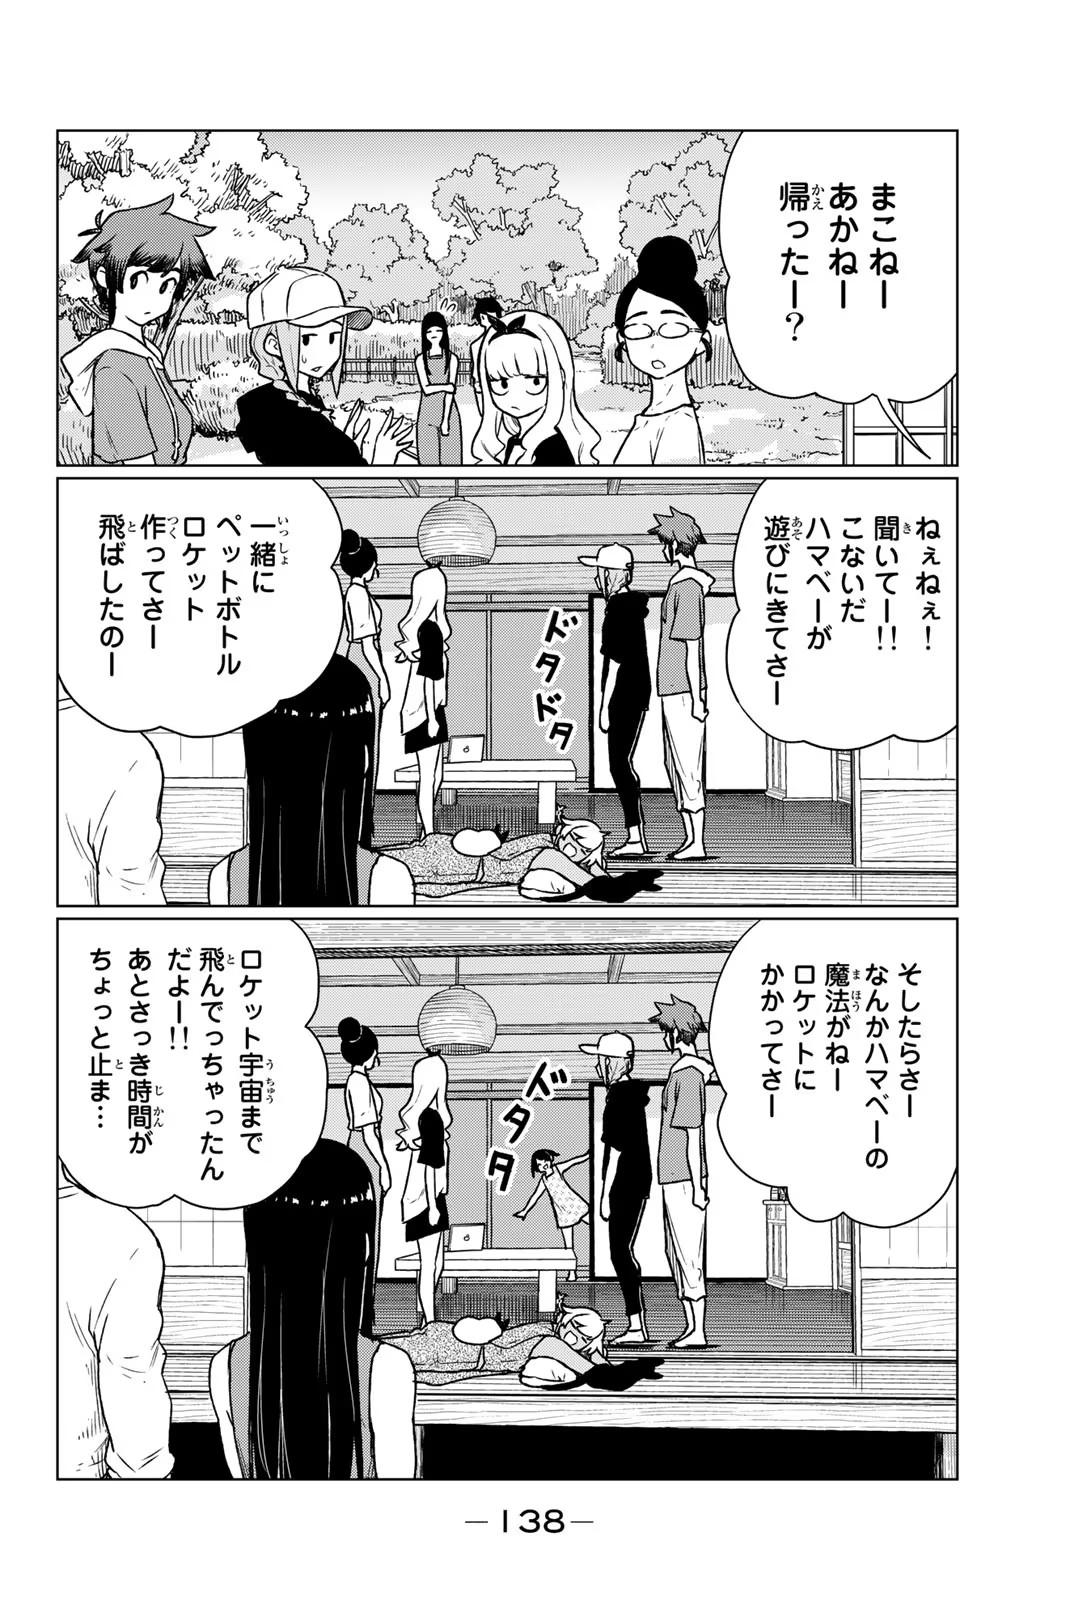 まこねー
あかねー
帰ったー?
ねぇねぇ!
聞いてー!!
こないだ
ハマベーが
遊びにきてさー
一緒に
ペットボトル
ロケット
作ってさー
飛ばしたのー
ドタドタ
そしたらさー
なんかハマベーの
魔法がねー
ロケットに
かかってさー
ロケット宇宙まで
飛んでっちゃったん
だよー!!
あとさっき時間が
ちょっと止ま…
ドタタタ
―138―